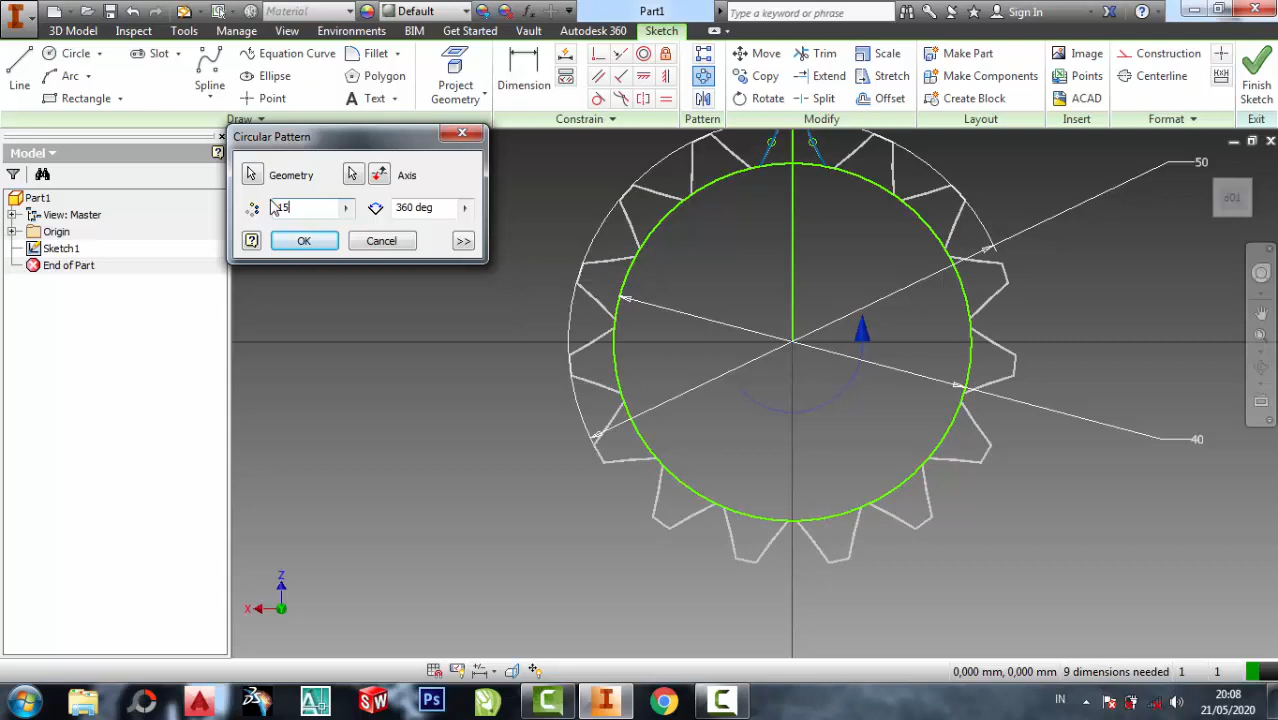 Material
Default
Part1
Type a keyword or phrase
Sign In
3D Model
Inspect
Tools
Manage
View
Environments
BIM
Get Started
Vault
Autodesk 360
Sketch
Circle
Slot
Equation Curve
Fillet
Move
Trim
Scale
Make Part
Image
Construction
Arc
Ellipse
Polygon
Copy
Extend
Stretch
Make Components
Points
Centerline
Line
Spline
Dimension
Project
Geometry
Finish
Sketch
Rectangle
Point
Text
Rotate
Split
Offset
Create Block
ACAD
Draw
Constrain
Pattern
Modify
Layout
Insert
Format
Exit
Model
Circular Pattern
Geometry
Axis
15
360 deg
OK
Cancel
>>
Part1
View: Master
Origin
Sketch1
End of Part
50
TOP
40
Z
X
Y
0,000 mm, 0,000 mm
9 dimensions needed
1
1
SW
Ps
IN
20:08
21/05/2020